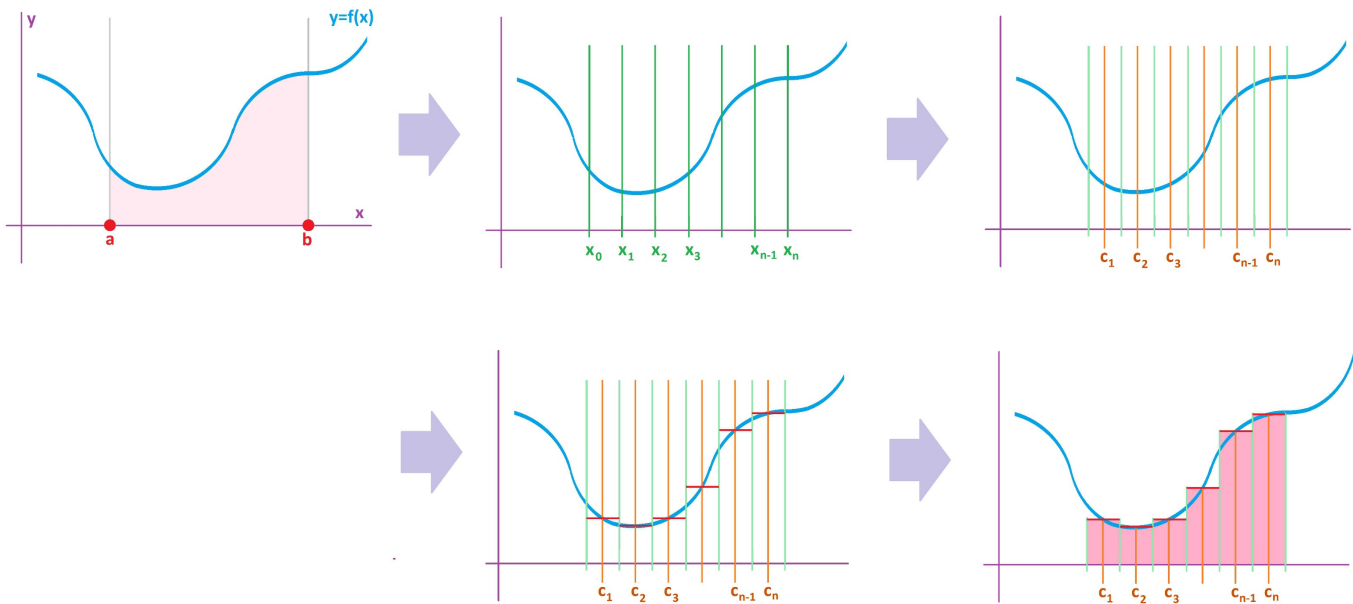 y
y=f(x)
x
a
b
x₀ x₁ x₂ x₃ xₙ₋₁ xₙ
c₁ c₂ c₃ cₙ₋₁ cₙ
c₁ c₂ c₃ cₙ₋₁ cₙ
c₁ c₂ c₃ cₙ₋₁ cₙ